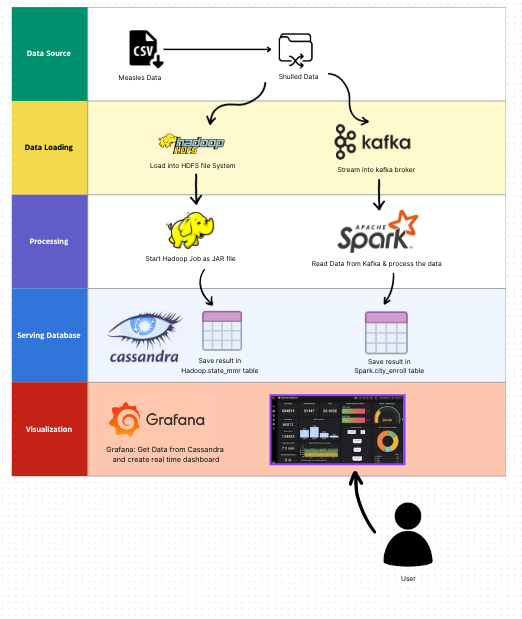 Data Source
CSV
Measles Data
Shulled Data
Data Loading
hadoop
HDFS
Load into HDFS file System
kafka
Stream into kafka broker
Processing
Start Hadoop Job as JAR file
APACHE
Spark
Read Data from Kafka & process the data
Serving Database
cassandra
Save result in
Hadoop.state_mmr table
Save result in
Spark.city_enroll table
Visualization
Grafana
Grafana: Get Data from Cassandra
and create real time dashboard
User